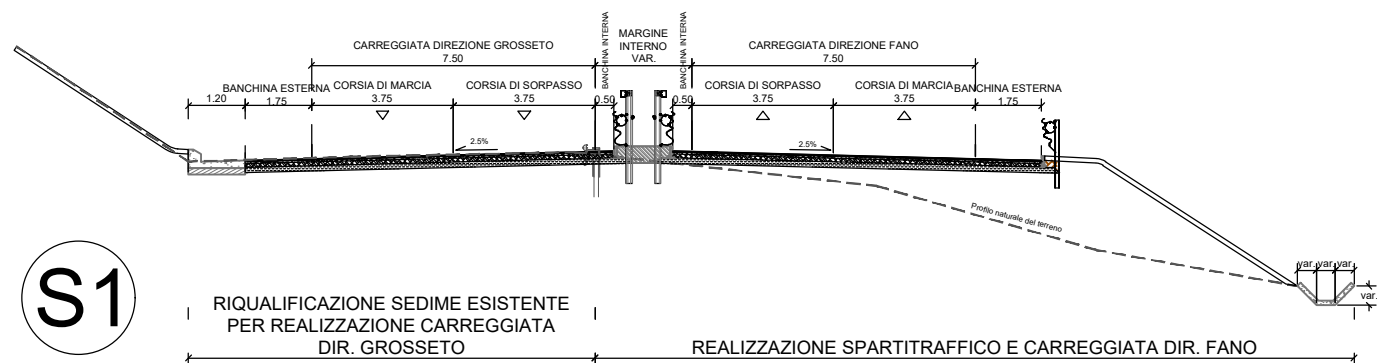 CARREGGIATA DIREZIONE GROSSETO
7.50
BANCHINA INTERNA
MARGINE
INTERNO
VAR.
BANCHINA INTERNA
CARREGGIATA DIREZIONE FANO
7.50
BANCHINA ESTERNA
CORSIA DI MARCIA
CORSIA DI SORPASSO
CORSIA DI SORPASSO
CORSIA DI MARCIA
BANCHINA ESTERNA
1.20
1.75
3.75
3.75
0.50
0.50
3.75
3.75
1.75
2.5%
2.5%
Profilo naturale del terreno
var.
var.
var.
var.
S1
RIQUALIFICAZIONE SEDIME ESISTENTE
PER REALIZZAZIONE CARREGGIATA
DIR. GROSSETO
REALIZZAZIONE SPARTITRAFFICO E CARREGGIATA DIR. FANO